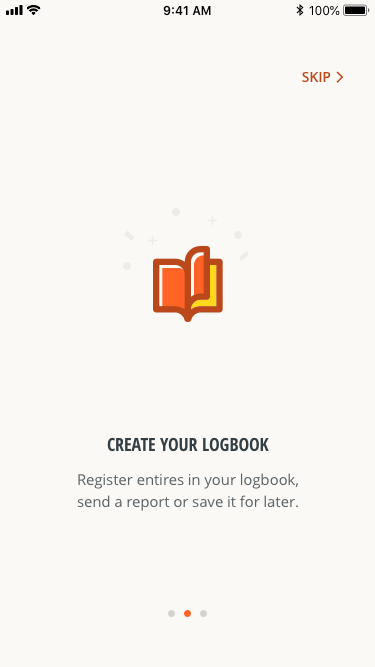 9:41 AM 100%
SKIP
CREATE YOUR LOGBOOK
Register entires in your logbook,
send a report or save it for later.